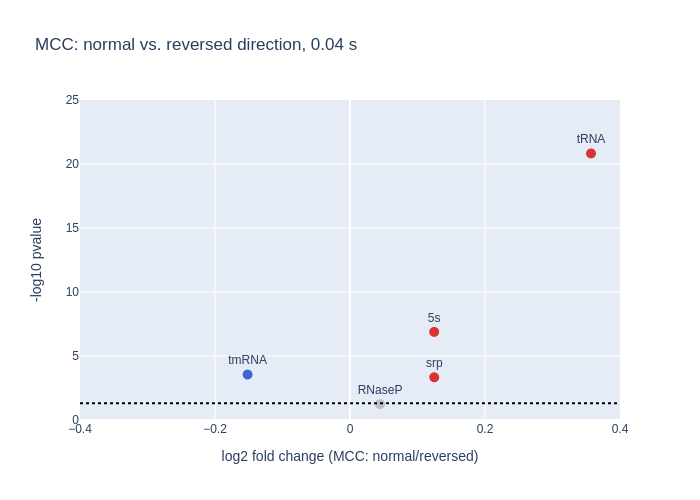 MCC: normal vs. reversed direction, 0.04 s
25
tRNA
20
15
-log10 pvalue
10
5s
srp
5
tmRNA
RNaseP
0
−0.4
−0.2
0
0.2
0.4
log2 fold change (MCC: normal/reversed)